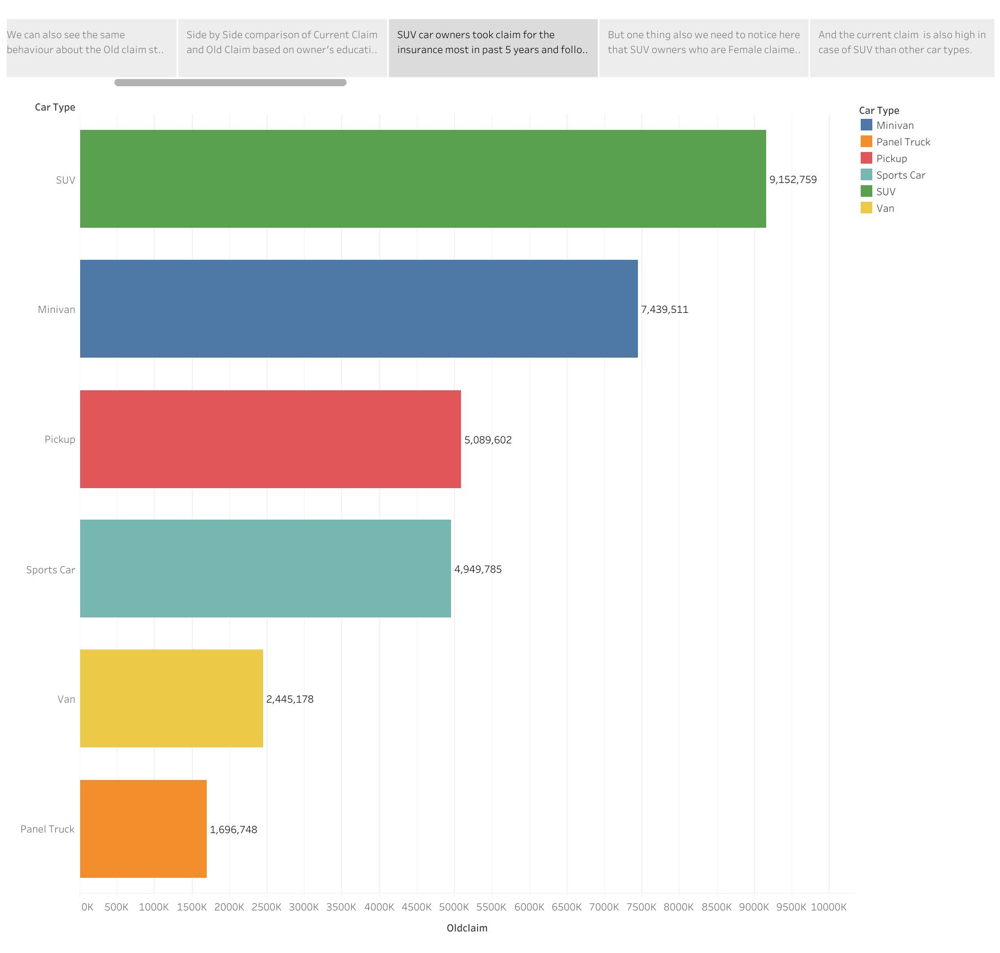 We can also see the same
behaviour about the Old claim st..
Side by Side comparison of Current Claim
and Old Claim based on owner's educati..
SUV car owners took claim for the
insurance most in past 5 years and follo..
But one thing also we need to notice here
that SUV owners who are Female claime..
And the current claim  is also high in
case of SUV than other car types.
Car Type
SUV
9,152,759
Minivan
7,439,511
Pickup
5,089,602
Sports Car
4,949,785
Van
2,445,178
Panel Truck
1,696,748
0K 500K 1000K 1500K 2000K 2500K 3000K 3500K 4000K 4500K 5000K 5500K 6000K 6500K 7000K 7500K 8000K 8500K 9000K 9500K 10000K
Oldclaim
Car Type
Minivan
Panel Truck
Pickup
Sports Car
SUV
Van